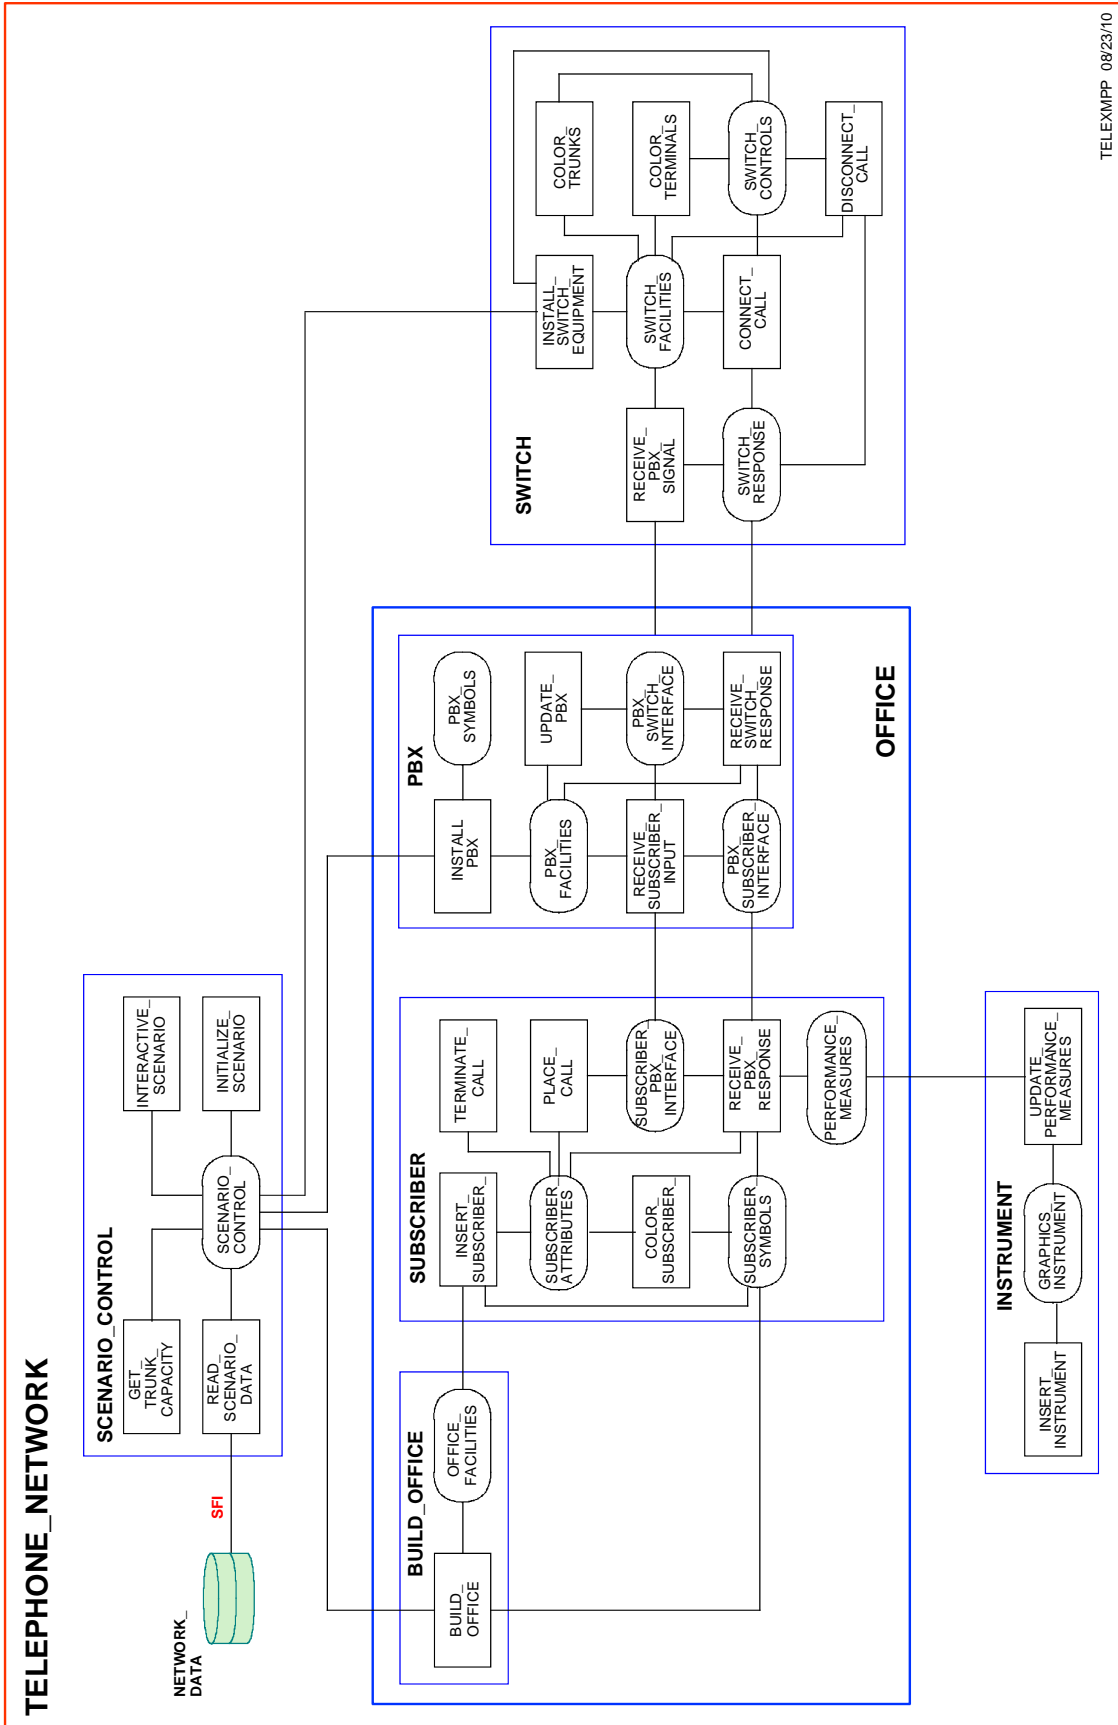 TELEPHONE_NETWORK
NETWORK_
DATA
SFI
SCENARIO_CONTROL
GET_
TRUNK_
CAPACITY
READ_
SCENARIO_
DATA
SCENARIO_
CONTROL
INTERACTIVE_
SCENARIO
INITIALIZE_
SCENARIO
BUILD_OFFICE
BUILD_
OFFICE
OFFICE_
FACILITIES
SUBSCRIBER
INSERT_
SUBSCRIBER_
TERMINATE_
CALL
SUBSCRIBER_
ATTRIBUTES
PLACE_
CALL
COLOR_
SUBSCRIBER_
SUBSCRIBER_
PBX_
INTERFACE
SUBSCRIBER_
SYMBOLS
RECEIVE_
PBX_
RESPONSE
PERFORMANCE_
MEASURES
PBX
INSTALL_
PBX
PBX_
SYMBOLS
PBX_
FACILITIES
UPDATE_
PBX
RECEIVE_
SUBSCRIBER_
INPUT
PBX_
SWITCH_
INTERFACE
PBX_
SUBSCRIBER_
INTERFACE
RECEIVE_
SWITCH_
RESPONSE
OFFICE
SWITCH
INSTALL_
SWITCH_
EQUIPMENT
COLOR_
TRUNKS
RECEIVE_
PBX_
SIGNAL
SWITCH_
FACILITIES
COLOR_
TERMINALS
SWITCH_
RESPONSE
CONNECT_
CALL
SWITCH_
CONTROLS
DISCONNECT_
CALL
INSTRUMENT
INSERT_
INSTRUMENT
GRAPHICS_
INSTRUMENT
UPDATE_
PERFORMANCE_
MEASURES
TELEXMPP 08/23/10